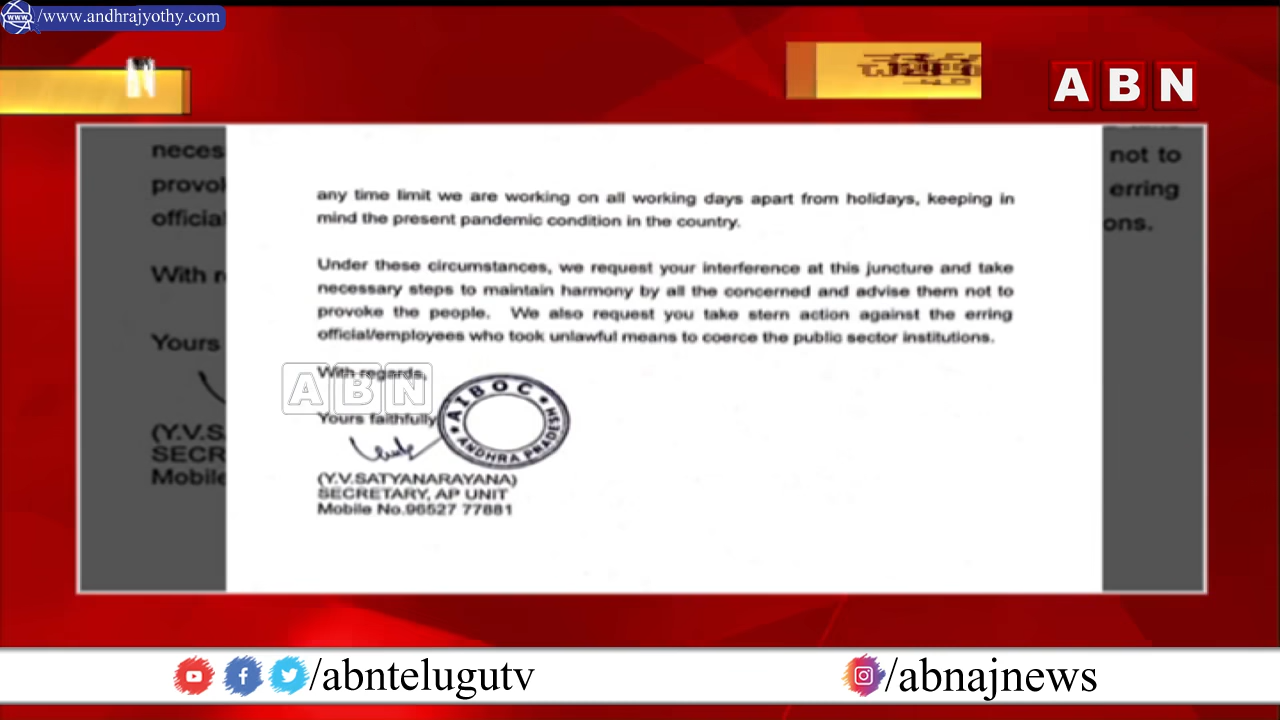 /www.andhrajyothy.com
ABN
neces
provok
official
With r
Yours
(Y.V.SA
SECR
Mobile
not to
erring
ons.
any time limit we are working on all working days apart from holidays, keeping in
mind the present pandemic condition in the country.
Under these circumstances, we request your interference at this juncture and take
necessary steps to maintain harmony by all the concerned and advise them not to
provoke the people. We also request you take stern action against the erring
official/employees who took unlawful means to coerce the public sector institutions.
With regards,
ABN
Yours faithfully
AIBOC
ANDHRA PRADESH
(Y.V.SATYANARAYANA)
SECRETARY, AP UNIT
Mobile No.96527 77881
/abntelugutv
/abnajnews